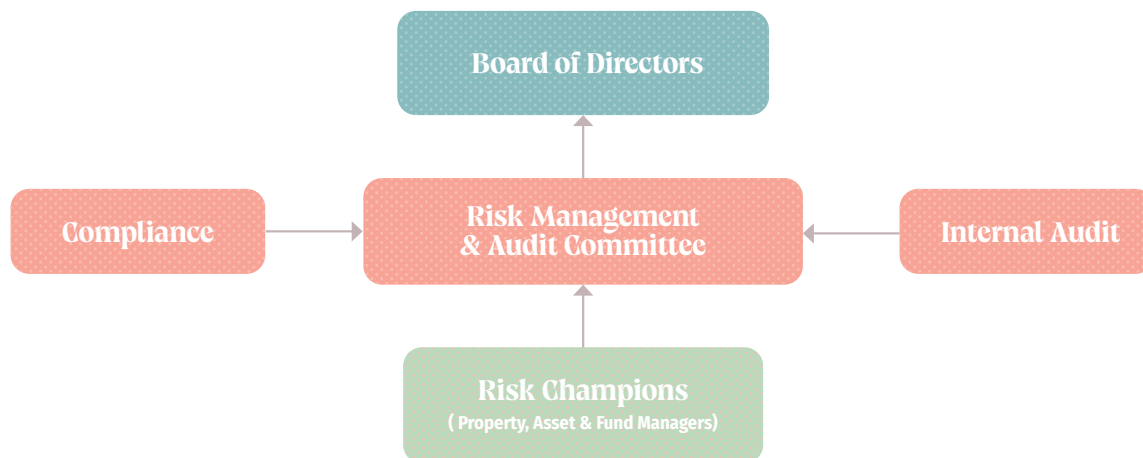 Board of Directors
Compliance
Risk Management
& Audit Committee
Internal Audit
Risk Champions
( Property, Asset & Fund Managers)